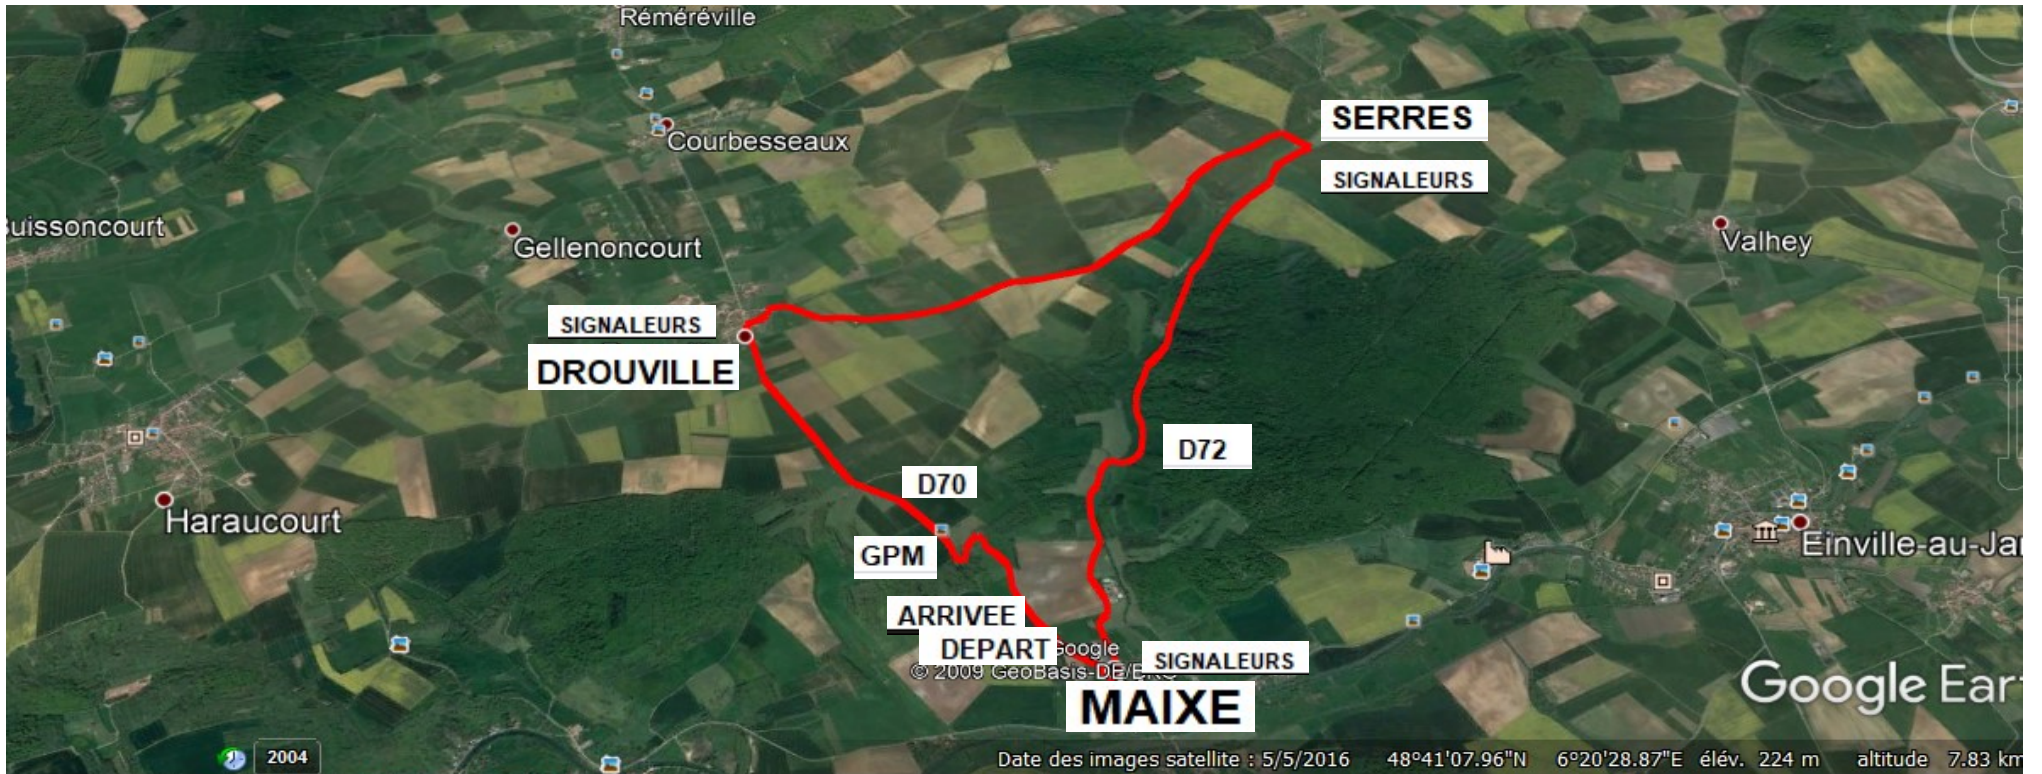 Réméréville
SERRES
Courbesseaux
SIGNALEURS
uissoncourt
Gellenoncourt
Valhey
SIGNALEURS
DROUVILLE
D72
D70
Haraucourt
Einville-au-Jar
GPM
ARRIVEE
DEPART
Google
SIGNALEURS
© 2009 GeoBasis-DE/BKG
MAIXE
Google Eart
2004
Date des images satellite : 5/5/2016 48°41'07.96"N 6°20'28.87"E élév. 224 m altitude 7.83 km